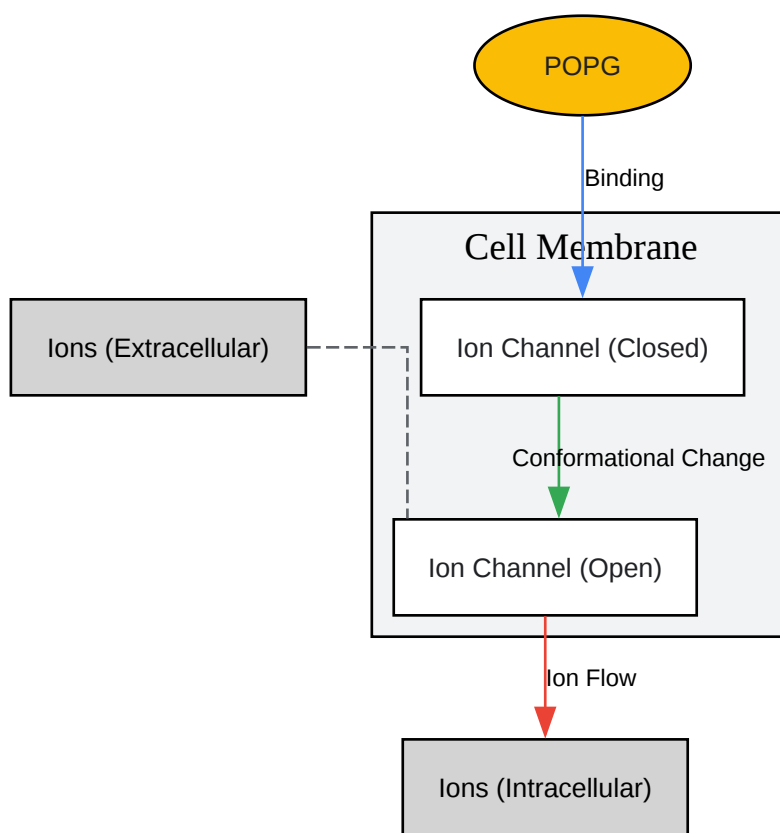 POPG
Binding
Cell Membrane
Ions (Extracellular)
Ion Channel (Closed)
Conformational Change
Ion Channel (Open)
Ion Flow
Ions (Intracellular)